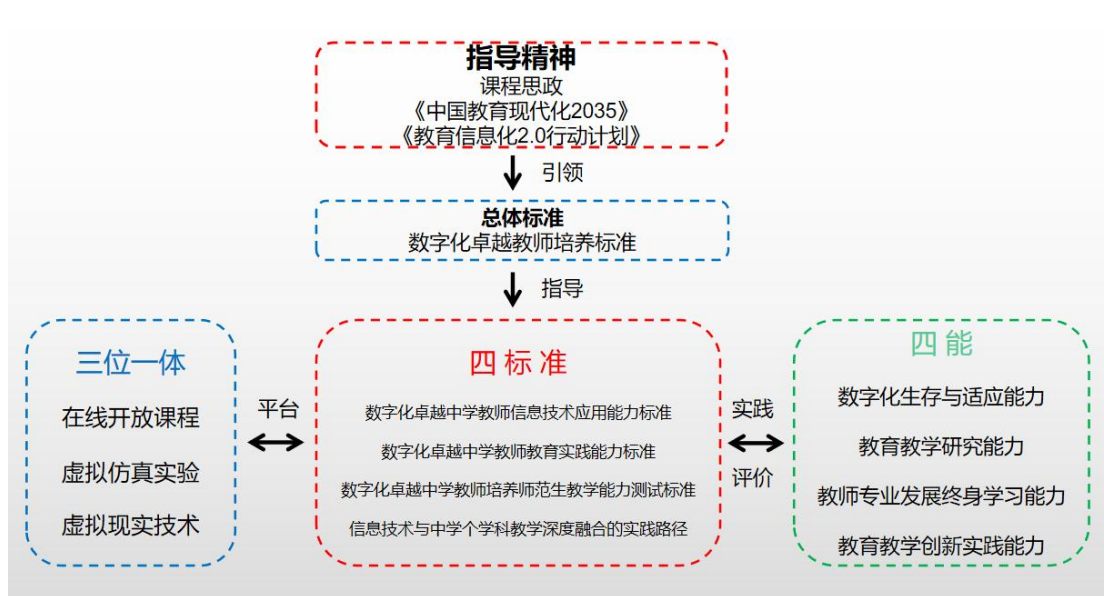 指导精神
课程思政
《中国教育现代化2035》
《教育信息化2.0行动计划》
引领
总体标准
数字化卓越教师培养标准
指导
三位一体
在线开放课程
虚拟仿真实验
虚拟现实技术
平台
四 标 准
数字化卓越中学教师信息技术应用能力标准
数字化卓越中学教师教育实践能力标准
数字化卓越中学教师培养师范生教学能力测试标准
信息技术与中学个学科教学深度融合的实践路径
实践
评价
四 能
数字化生存与适应能力
教育教学研究能力
教师专业发展终身学习能力
教育教学创新实践能力